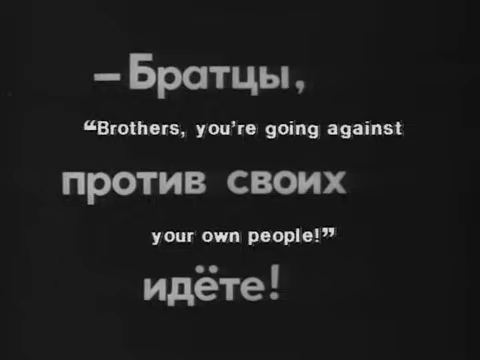 – Братцы,
“Brothers, you're going against
против своих
your own people!”
идёте!